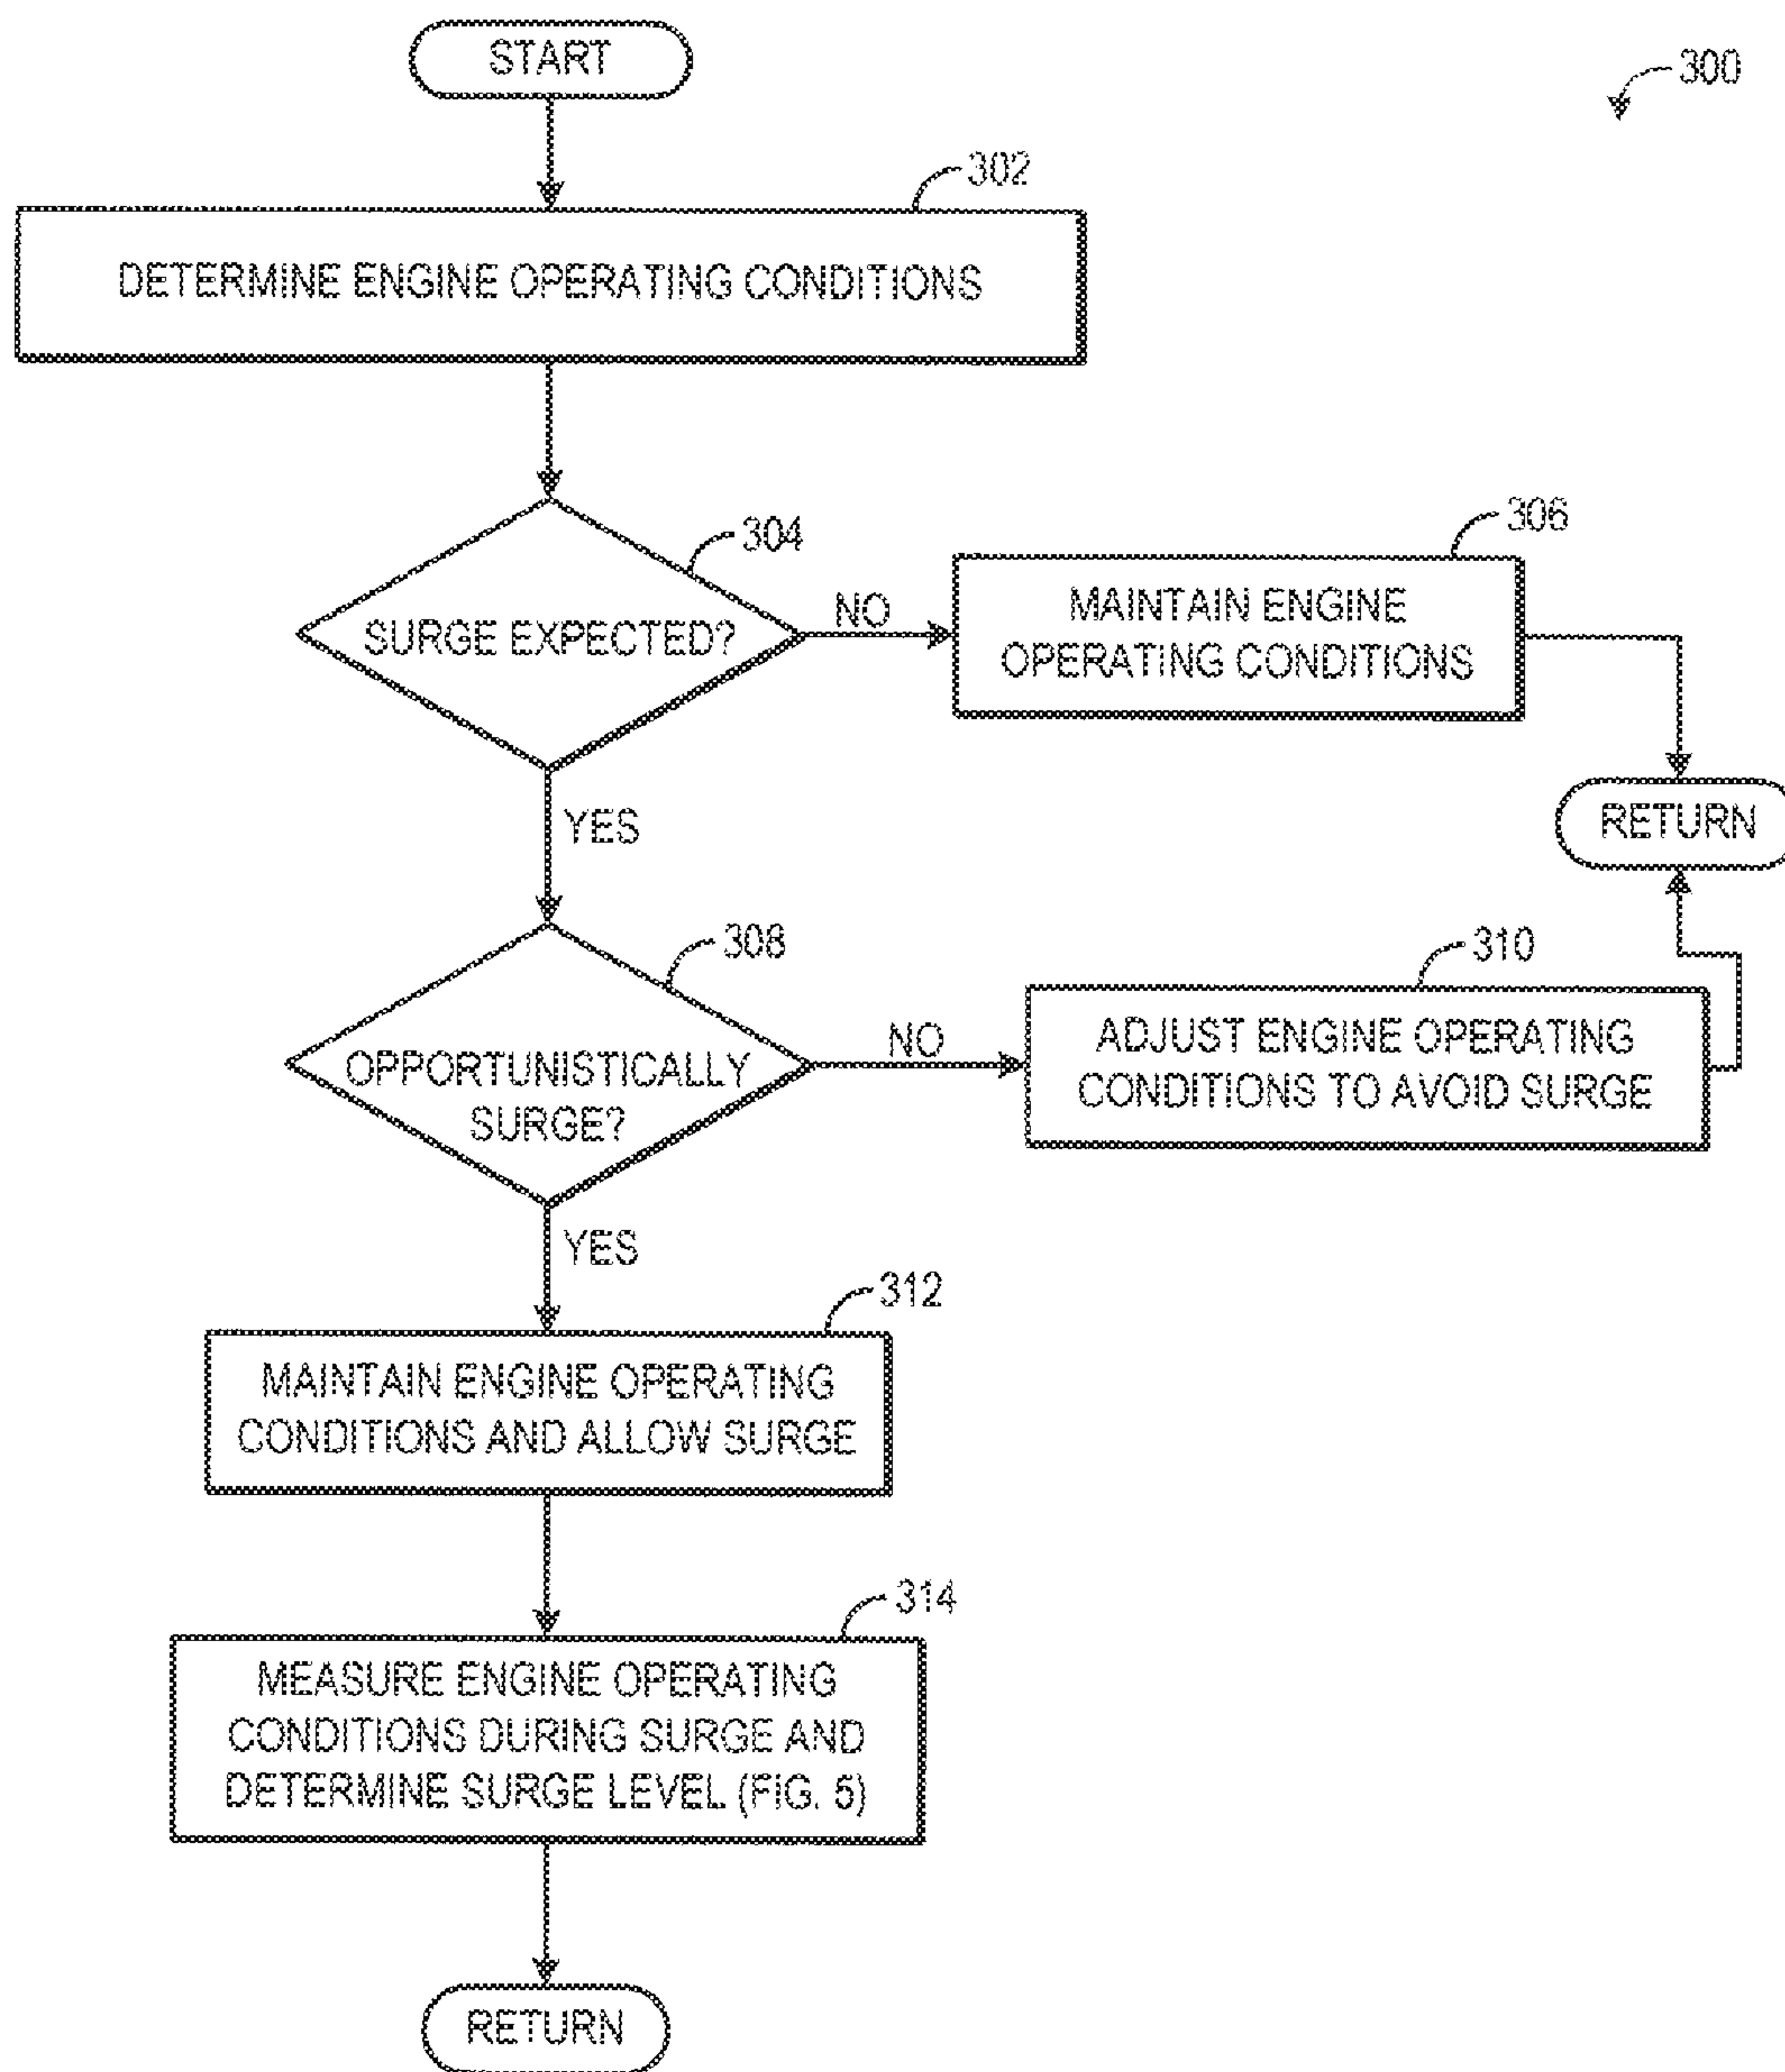 START
300
302
DETERMINE ENGINE OPERATING CONDITIONS
304
SURGE EXPECTED?
NO
306
MAINTAIN ENGINE
OPERATING CONDITIONS
YES
RETURN
308
OPPORTUNISTICALLY
SURGE?
NO
310
ADJUST ENGINE OPERATING
CONDITIONS TO AVOID SURGE
YES
312
MAINTAIN ENGINE OPERATING
CONDITIONS AND ALLOW SURGE
314
MEASURE ENGINE OPERATING
CONDITIONS DURING SURGE AND
DETERMINE SURGE LEVEL (FIG. 5)
RETURN